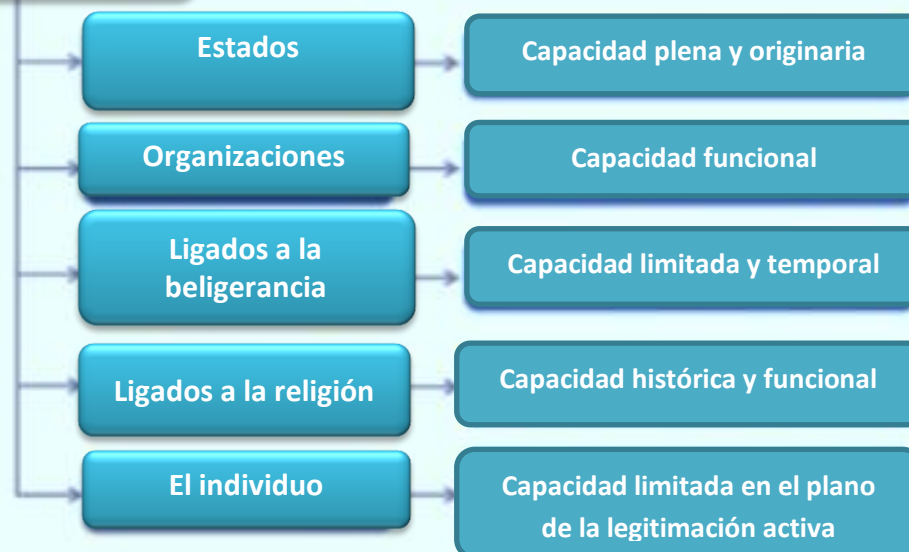 Estados
Capacidad plena y originaria
Organizaciones
Capacidad funcional
Ligados a la
beligerancia
Capacidad limitada y temporal
Ligados a la religión
Capacidad histórica y funcional
El individuo
Capacidad limitada en el plano
de la legitimación activa